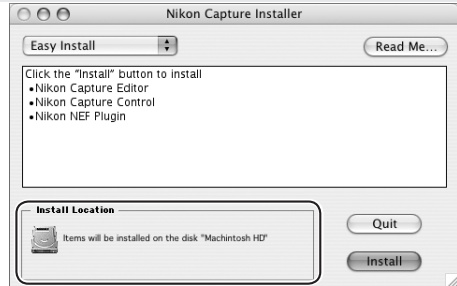 Nikon Capture Installer
Easy Install
Read Me...
Click the "Install" button to install
•Nikon Capture Editor
•Nikon Capture Control
•Nikon NEF Plugin
Install Location
Items will be installed on the disk "Machintosh HD"
Quit
Install